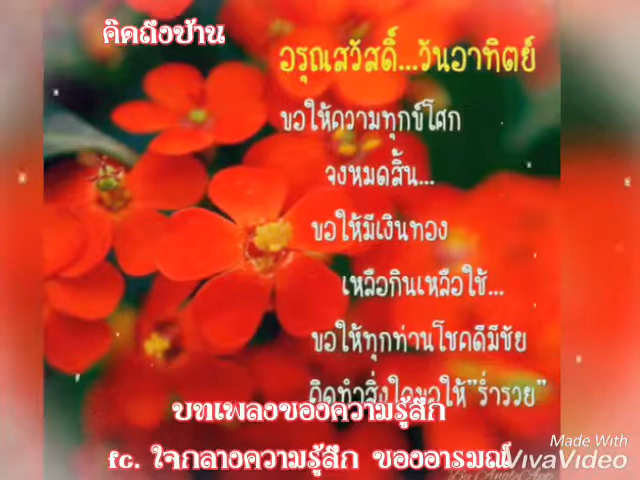 คิดถึงบ้าน
อรุณสวัสดิ์...วันอาทิตย์
ขอให้ความทุกข์โศก
จงหมดสิ้น...
ขอให้มีเงินทอง
เหลือกินเหลือใช้...
ขอให้ทุกท่านโชคดีมีชัย
คิดทำสิ่งใดขอให้"ร่ำรวย"
บทเพลงของความรู้สึก
fc. ใจกลางความรู้สึก ของอารมณ์
Made With
VivaVideo